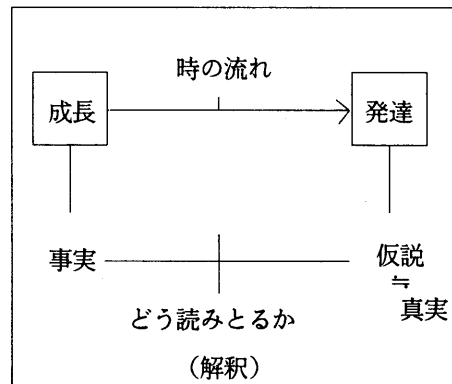 時の流れ
成長
発達
事実
仮説
≒
真実
どう読みとるか
（解釈）